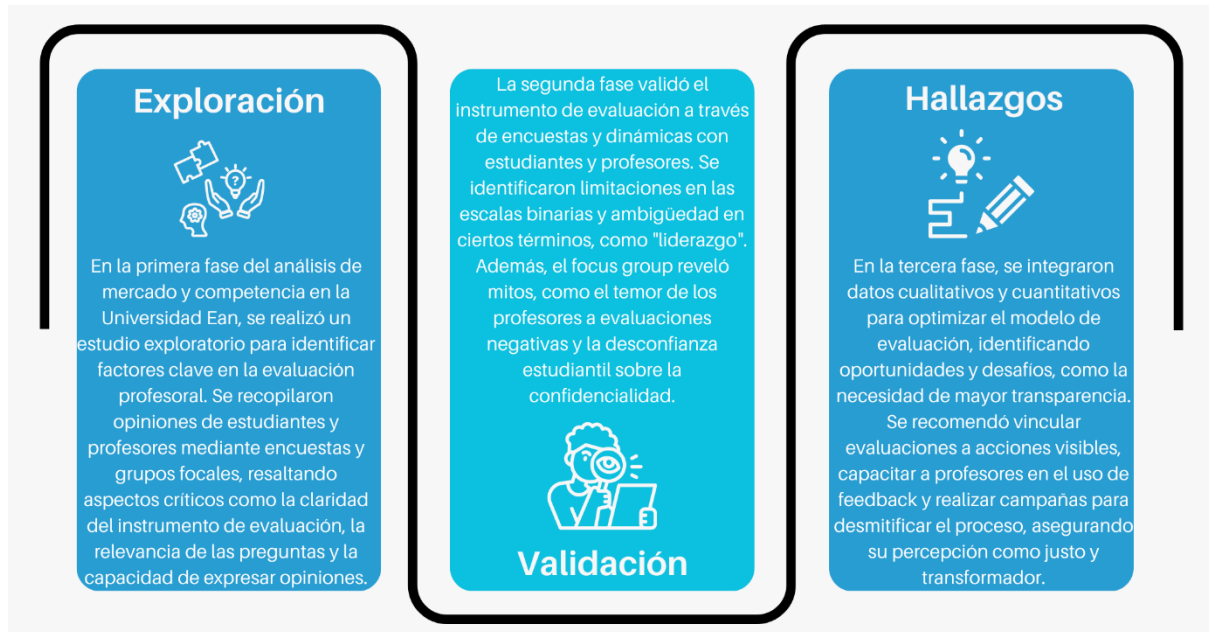 Exploración
En la primera fase del análisis de
mercado y competencia en la
Universidad Ean, se realizó un
estudio exploratorio para identificar
factores clave en la evaluación
profesoral. Se recopilaron
opiniones de estudiantes y
profesores mediante encuestas y
grupos focales, resaltando
aspectos críticos como la claridad
del instrumento de evaluación, la
relevancia de las preguntas y la
capacidad de expresar opiniones.
La segunda fase validó el
instrumento de evaluación a través
de encuestas y dinámicas con
estudiantes y profesores. Se
identificaron limitaciones en las
escalas binarias y ambigüedad en
ciertos términos, como "liderazgo".
Además, el focus group reveló
mitos, como el temor de los
profesores a evaluaciones
negativas y la desconfianza
estudiantil sobre la
confidencialidad.
Validación
Hallazgos
En la tercera fase, se integraron
datos cualitativos y cuantitativos
para optimizar el modelo de
evaluación, identificando
oportunidades y desafíos, como la
necesidad de mayor transparencia.
Se recomendó vincular
evaluaciones a acciones visibles,
capacitar a profesores en el uso de
feedback y realizar campañas para
desmitificar el proceso, asegurando
su percepción como justo y
transformador.